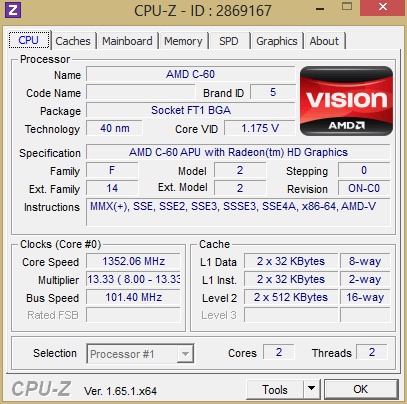 CPU-Z - ID : 2869167
CPU Caches Mainboard Memory SPD Graphics About
Processor
Name AMD C-60
Code Name Brand ID 5
Package Socket FT1 BGA
Technology 40 nm Core VID 1.175 V
VISION
AMD
Specification AMD C-60 APU with Radeon(tm) HD Graphics
Family F Model 2 Stepping 0
Ext. Family 14 Ext. Model 2 Revision ON-C0
Instructions MMX(+), SSE, SSE2, SSE3, SSSE3, SSE4A, x86-64, AMD-V
Clocks (Core #0) Cache
Core Speed 1352.06 MHz L1 Data 2 x 32 KBytes 8-way
Multiplier 13.33 ( 8.00 - 13.33 L1 Inst. 2 x 32 KBytes 2-way
Bus Speed 101.40 MHz Level 2 2 x 512 KBytes 16-way
Rated FSB Level 3
Selection Processor #1 Cores 2 Threads 2
CPU-Z Ver. 1.65.1.x64 Tools OK